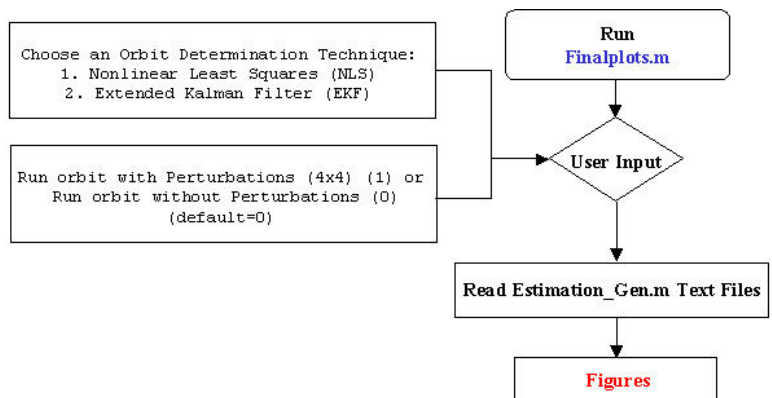 Choose an Orbit Determination Technique:
1. Nonlinear Least Squares (NLS)
2. Extended Kalman Filter (EKF)
Run orbit with Perturbations (4x4) (1) or
Run orbit without Perturbations (0)
(default=0)
Run
Finalplots.m
User Input
Read Estimation_Gen.m Text Files
Figures